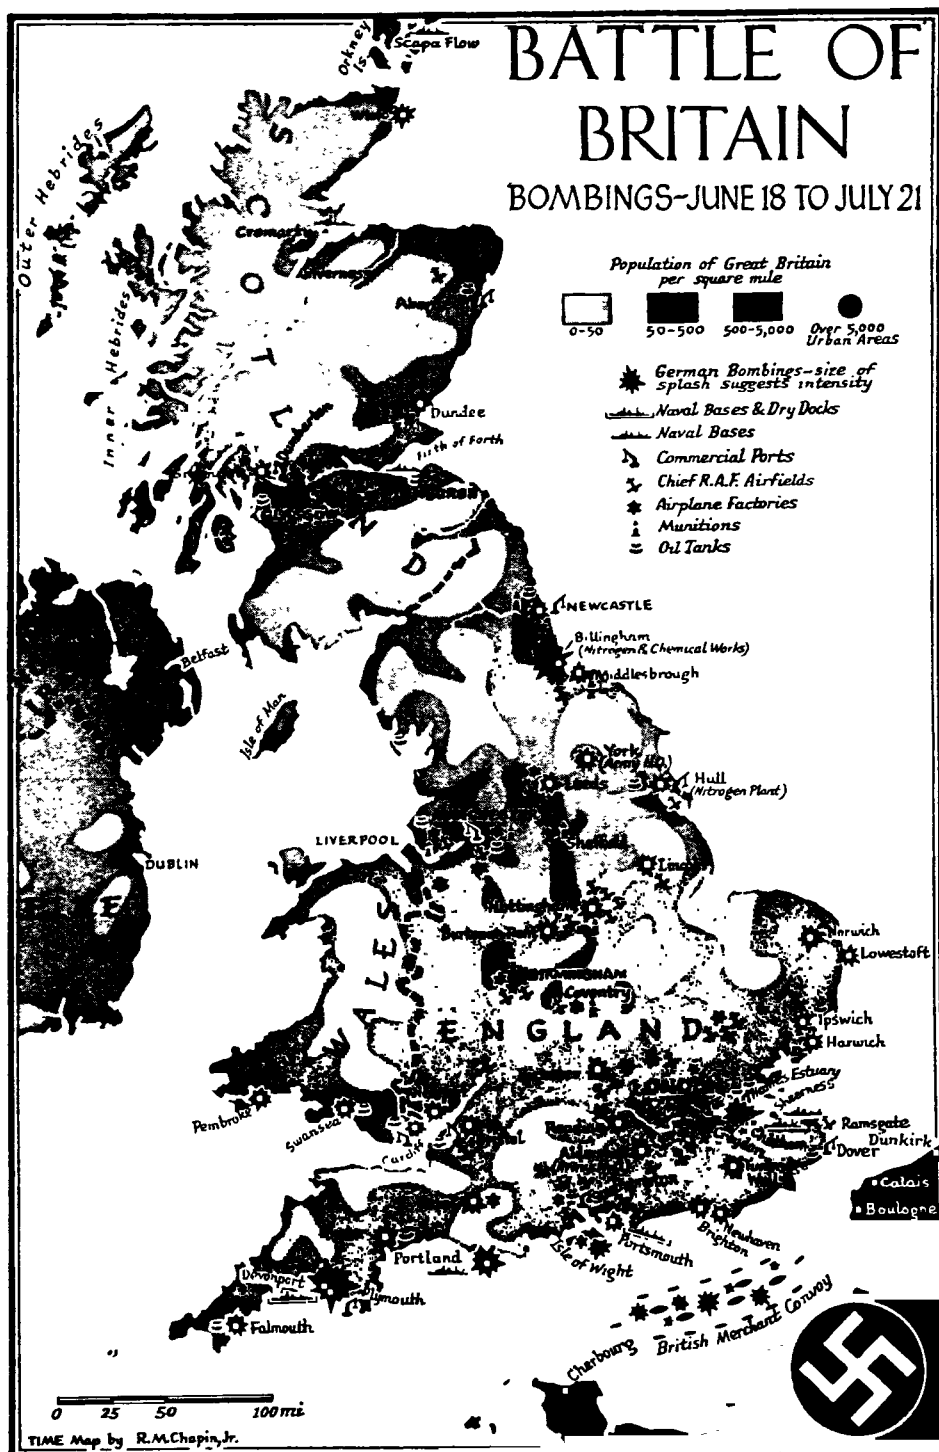 BATTLE OF
BRITAIN
BOMBINGS–JUNE 18 TO JULY 21
Population of Great Britain
per square mile
0-50
50-500
500-5,000
Over 5,000
Urban Areas
German Bombings–size of
splash suggests intensity
Naval Bases & Dry Docks
Naval Bases
Commercial Ports
Chief R.A.F. Airfields
Airplane Factories
Munitions
Oil Tanks
Orkney
Is.
Scapa Flow
Outer Hebrides
Inner Hebrides
SCOTLAND
Dundee
Firth of Forth
NEWCASTLE
Billingham
(Nitrogen & Chemical Works)
Middlesbrough
Belfast
Isle of Man
York
(Army H.Q.)
Leeds
Hull
(Nitrogen Plant)
LIVERPOOL
DUBLIN
E
Nottingham
WALES
Norwich
Lowestoft
BIRMINGHAM
Coventry
ENGLAND
Ipswich
Harwich
Thames Estuary
Sheerness
Pembroke
Swansea
Cardiff
Ramsgate
Dunkirk
Dover
Calais
Boulogne
Newhaven
Brighton
Portsmouth
Isle of Wight
Portland
Devonport
Plymouth
Falmouth
British Merchant Convoy
Cherbourg
0 25 50 100 mi
TIME Map by R.M.Chapin, Jr.